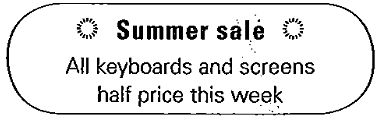 Summer sale
All keyboards and screens
half price this week